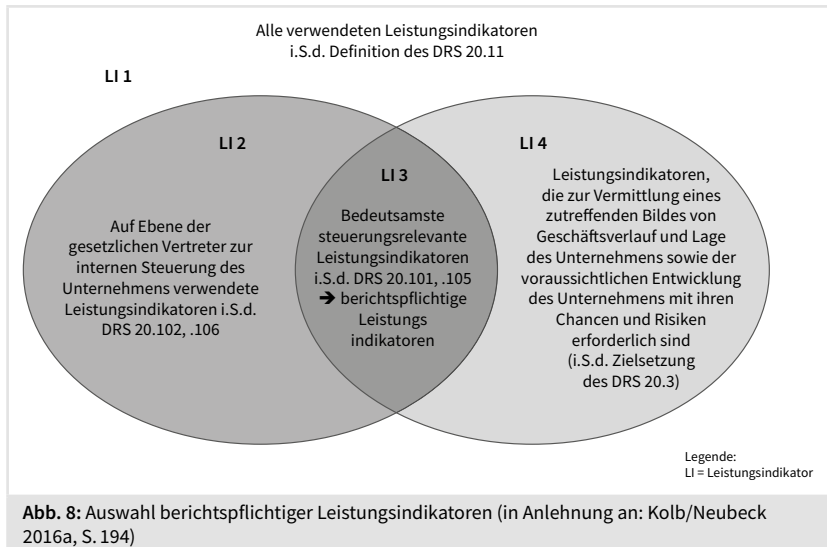 Alle verwendeten Leistungsindikatoren
i.S.d. Definition des DRS 20.11
LI 1
LI 2
Auf Ebene der
gesetzlichen Vertreter zur
internen Steuerung des
Unternehmens verwendete
Leistungsindikatoren i.S.d.
DRS 20.102, .106
LI 3
Bedeutsamste
steuerungsrelevante
Leistungsindikatoren
i.S.d. DRS 20.101, .105
➔ berichtspflichtige
Leistungs
indikatoren
LI 4
Leistungsindikatoren,
die zur Vermittlung eines
zutreffenden Bildes von
Geschäftsverlauf und Lage
des Unternehmens sowie der
voraussichtlichen Entwicklung
des Unternehmens mit ihren
Chancen und Risiken
erforderlich sind
(i.S.d. Zielsetzung
des DRS 20.3)
Legende:
LI = Leistungsindikator
Abb. 8: Auswahl berichtspflichtiger Leistungsindikatoren (in Anlehnung an: Kolb/Neubeck
2016a, S. 194)